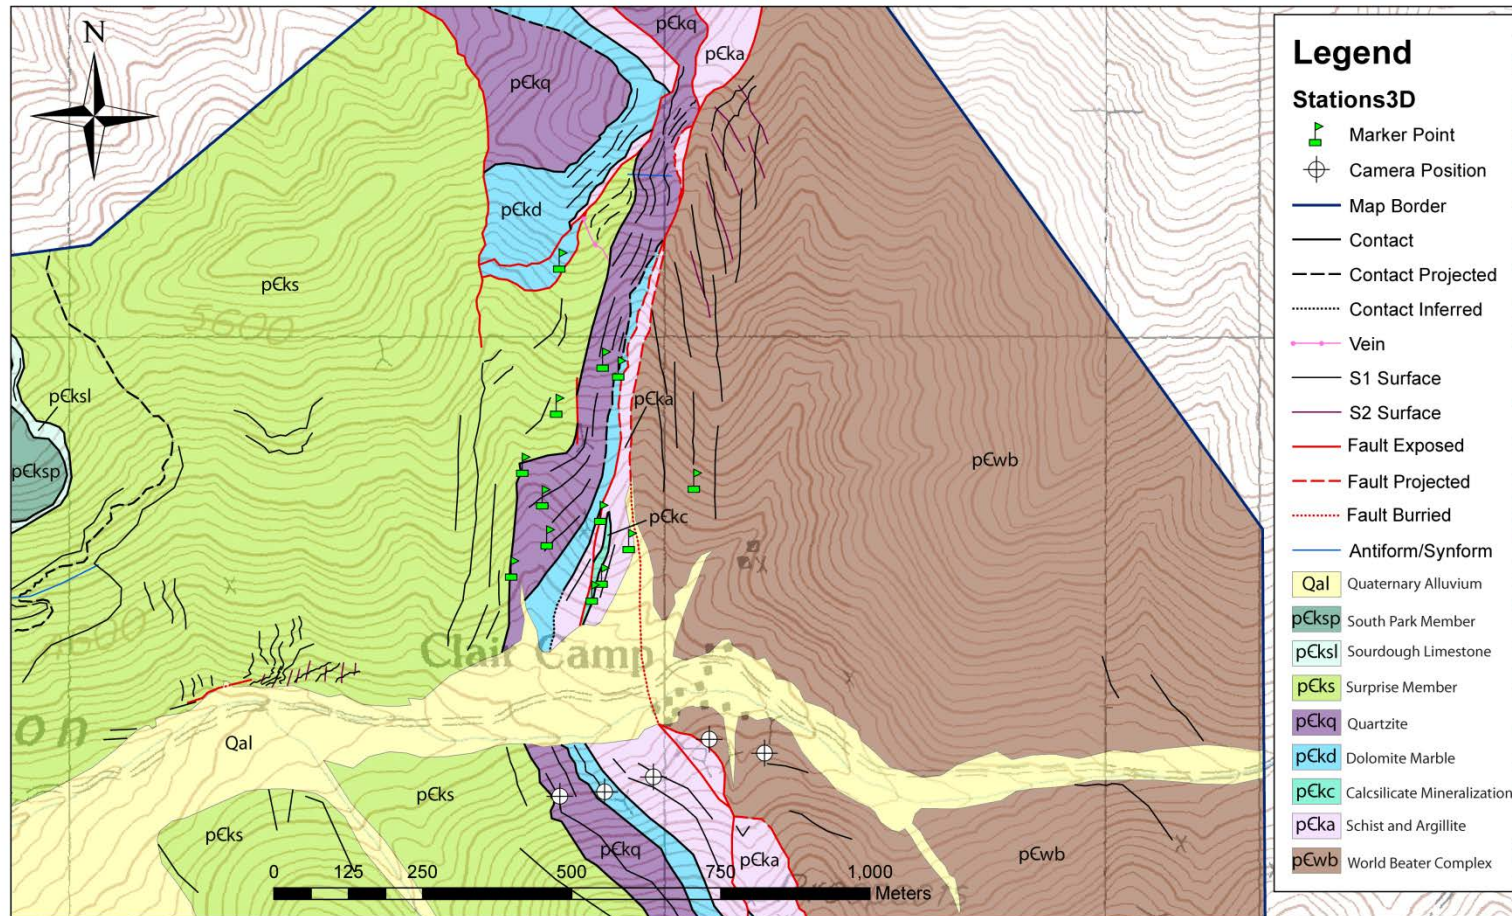 N
pЄkq
pЄka
pЄkq
pЄkd
pЄks
5600
pЄksl
pЄka
pЄksp
pЄwb
pЄkc
Clair Camp
on
Qal
pЄks
pЄks
pЄkq
pЄka
pЄwb
0 125 250 500 750 1,000
Meters
Legend
Stations3D
Marker Point
Camera Position
Map Border
Contact
Contact Projected
Contact Inferred
Vein
S1 Surface
S2 Surface
Fault Exposed
Fault Projected
Fault Burried
Antiform/Synform
Qal Quaternary Alluvium
pЄksp South Park Member
pЄksl Sourdough Limestone
pЄks Surprise Member
pЄkq Quartzite
pЄkd Dolomite Marble
pЄkc Calcsilicate Mineralization
pЄka Schist and Argillite
pЄwb World Beater Complex